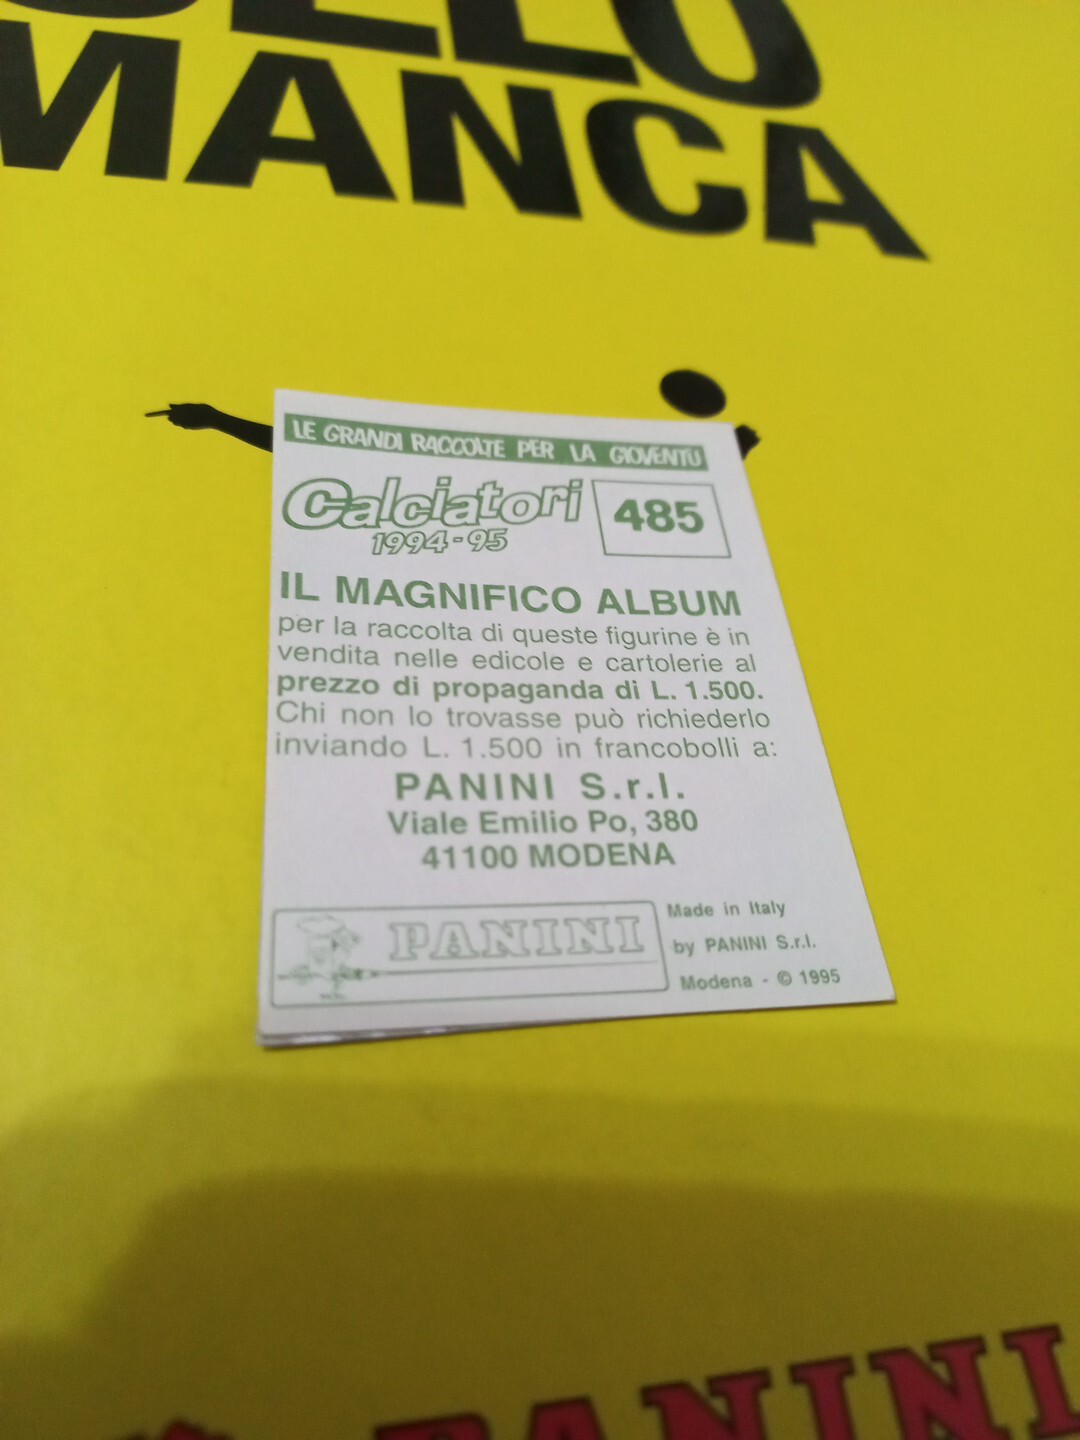 MANCA
LE GRANDI RACCOLTE PER LA GIOVENTU
Calciatori
1994-95
485
IL MAGNIFICO ALBUM
per la raccolta di queste figurine è in
vendita nelle edicole e cartolerie al
prezzo di propaganda di L. 1.500.
Chi non lo trovasse può richiederlo
inviando L. 1.500 in francobolli a:
PANINI S.r.l.
Viale Emilio Po, 380
41100 MODENA
PANINI
Made in Italy
by PANINI S.r.l.
Modena - © 1995
PANINI